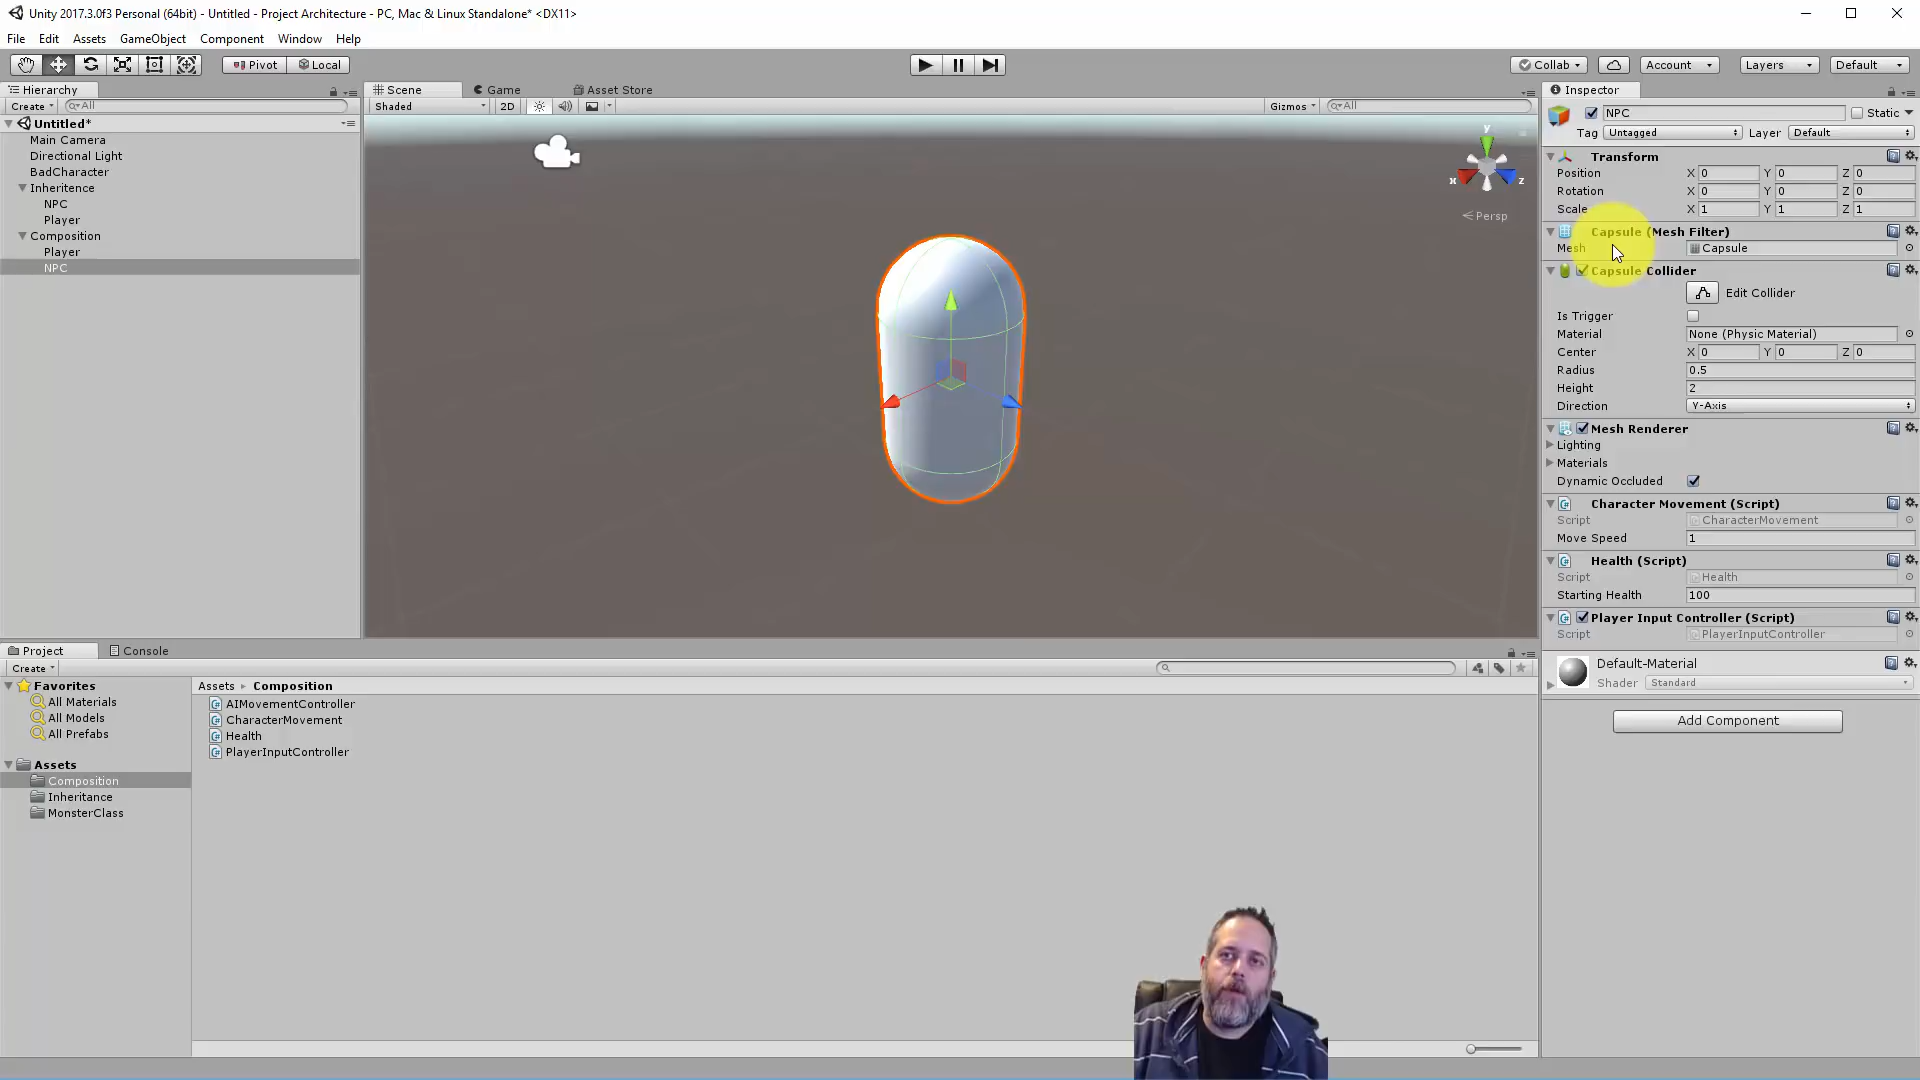 Unity 2017.3.0f3 Personal (64bit) - Untitled - Project Architecture - PC, Mac & Linux Standalone* <DX11>
File Edit Assets GameObject Component Window Help
Pivot Local Collab Account Layers Default
Hierarchy
Create All
Untitled*
Main Camera
Directional Light
BadCharacter
Inheritence
NPC
Player
Composition
Player
NPC
Scene Game Asset Store
Shaded 2D Gizmos All
y
x z
Persp
Inspector
NPC Static
Tag Untagged Layer Default
Transform
Position X 0 Y 0 Z 0
Rotation X 0 Y 0 Z 0
Scale X 1 Y 1 Z 1
Capsule (Mesh Filter)
Mesh Capsule
Capsule Collider
Edit Collider
Is Trigger
Material None (Physic Material)
Center X 0 Y 0 Z 0
Radius 0.5
Height 2
Direction Y-Axis
Mesh Renderer
Lighting
Materials
Dynamic Occluded
Character Movement (Script)
Script CharacterMovement
Move Speed 1
Health (Script)
Script Health
Starting Health 100
Player Input Controller (Script)
Script PlayerInputController
Default-Material
Shader Standard
Add Component
Project Console
Create
Favorites
All Materials
All Models
All Prefabs
Assets
Composition
Inheritance
MonsterClass
Assets Composition
AIMovementController
CharacterMovement
Health
PlayerInputController